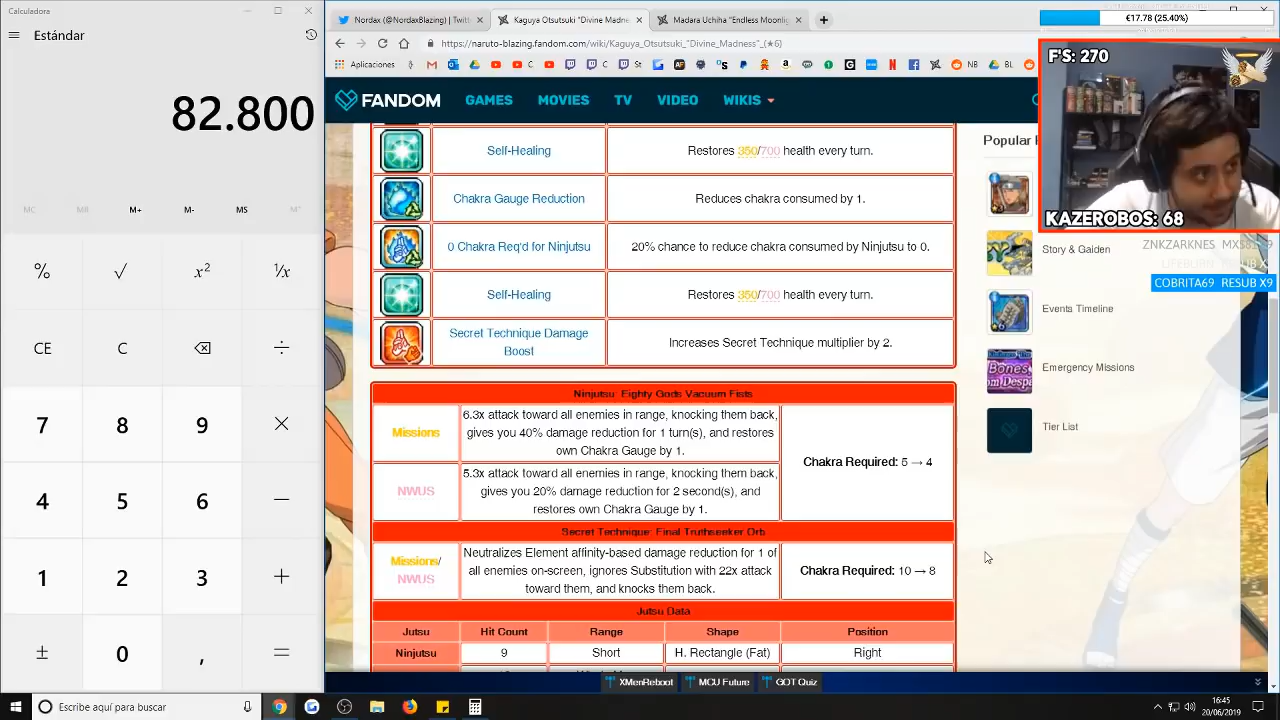 Calculadora
Estándar
82.800
MC MR M+ M- MS
% √ x² ¹/x
CE C ÷
7 8 9 ×
4 5 6 −
1 2 3 +
± 0 , =
Nordax (@NordaxBlazing) | Twitt
Kaguya Ōtsutsuki "Divine Madne
Madara Uchiha "Endless Moonlig
https://naruto-blazing.fandom.com/wiki/Kaguya_Ōtsutsuki_"Divine_Madness"_(★6)
FANDOM
GAMES MOVIES TV VIDEO WIKIS
Self-Healing
Restores 350/700 health every turn.
Chakra Gauge Reduction
Reduces chakra consumed by 1.
0 Chakra Req'd for Ninjutsu
20% chance to reduce chakra consumed by Ninjutsu to 0.
Self-Healing
Restores 350/700 health every turn.
Secret Technique Damage
Boost
Increases Secret Technique multiplier by 2.
Ninjutsu: Eighty Gods Vacuum Fists
Missions
6.3x attack toward all enemies in range, knocking them back,
gives you 40% damage reduction for 1 turn(s), and restores
own Chakra Gauge by 1.
Chakra Required: 5 → 4
NWUS
5.3x attack toward all enemies in range, knocking them back,
gives you 20% damage reduction for 2 second(s), and
restores own Chakra Gauge by 1.
Secret Technique: Final Truthseeker Orb
Missions/
NWUS
Neutralizes Element affinity-based damage reduction for 1 of
all enemies on-screen, ignores Substitution with 22x attack
toward them, and knocks them back.
Chakra Required: 10 → 8
Jutsu Data
Jutsu Hit Count Range Shape Position
Ninjutsu 9 Short H. Rectangle (Fat) Right
XMenReboot MCU Future GOT Quiz
Popular
Story & Gaiden
Events Timeline
Emergency Missions
Tier List
€17.78 (25.40%)
F'S: 270
KAZEROBOS: 68
COBRITA69 RESUB X9
Escribe aquí para buscar
16:45
20/06/2019